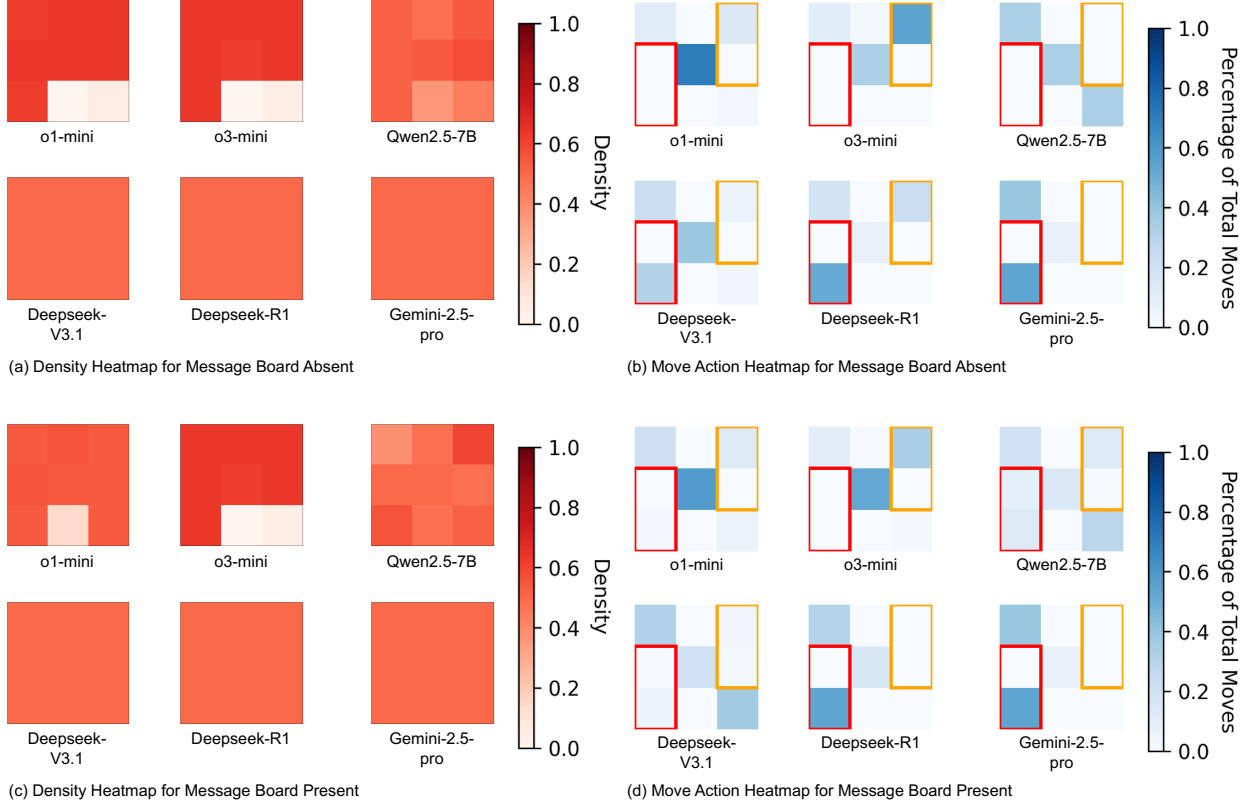 o1-mini
o3-mini
Qwen2.5-7B
Deepseek-
V3.1
Deepseek-R1
Gemini-2.5-
pro
1.0
0.8
0.6
0.4
0.2
0.0
Density
(a) Density Heatmap for Message Board Absent
o1-mini
o3-mini
Qwen2.5-7B
Deepseek-
V3.1
Deepseek-R1
Gemini-2.5-
pro
1.0
0.8
0.6
0.4
0.2
0.0
Percentage of Total Moves
(b) Move Action Heatmap for Message Board Absent
o1-mini
o3-mini
Qwen2.5-7B
Deepseek-
V3.1
Deepseek-R1
Gemini-2.5-
pro
1.0
0.8
0.6
0.4
0.2
0.0
Density
(c) Density Heatmap for Message Board Present
o1-mini
o3-mini
Qwen2.5-7B
Deepseek-
V3.1
Deepseek-R1
Gemini-2.5-
pro
1.0
0.8
0.6
0.4
0.2
0.0
Percentage of Total Moves
(d) Move Action Heatmap for Message Board Present